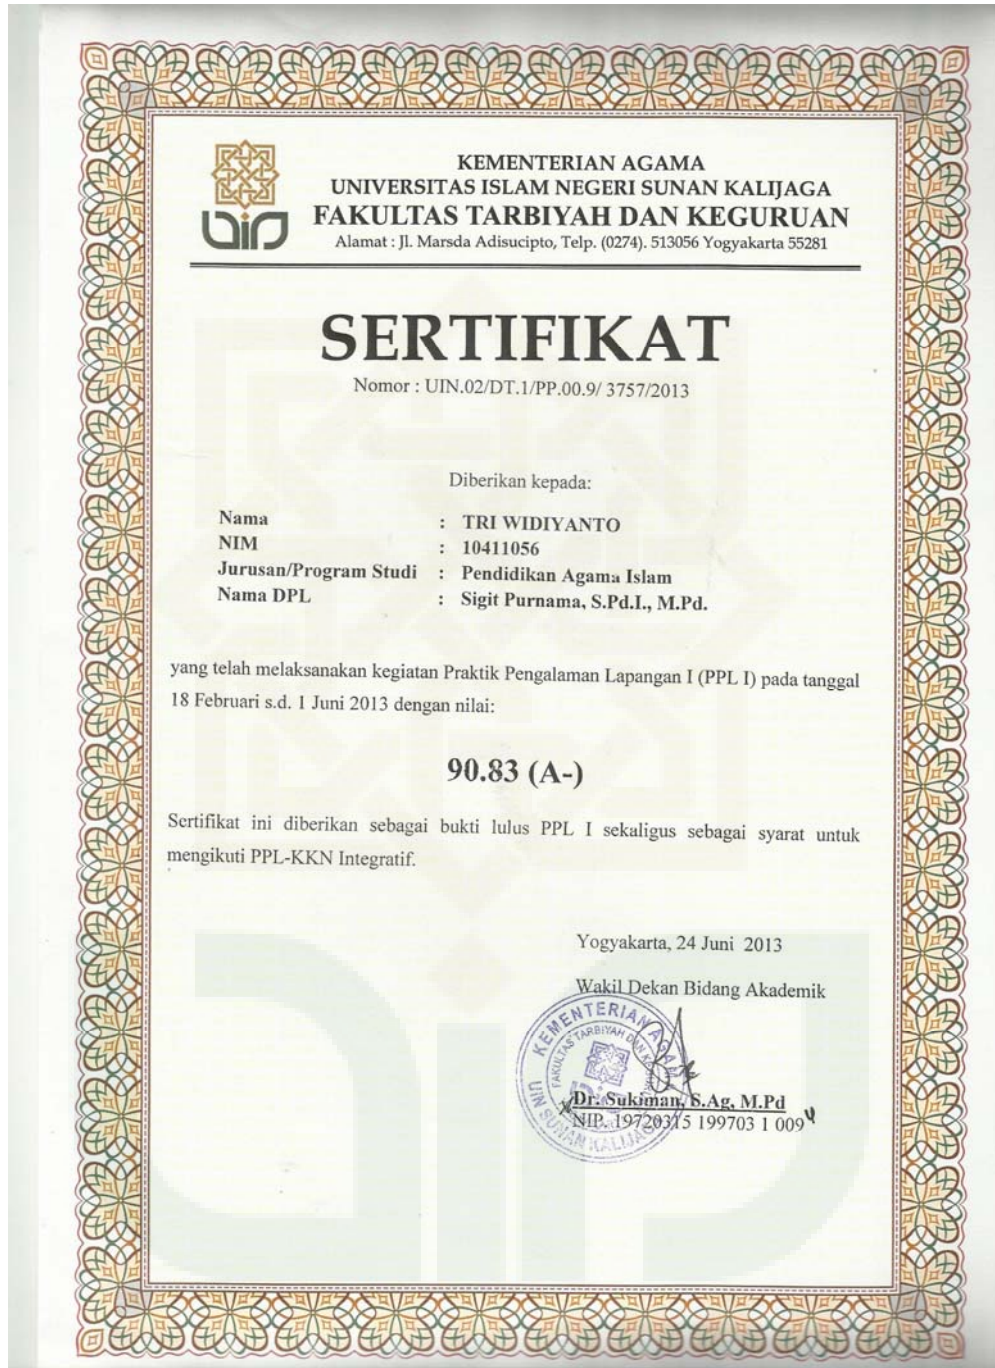 KEMENTERIAN AGAMA
UNIVERSITAS ISLAM NEGERI SUNAN KALIJAGA
FAKULTAS TARBIYAH DAN KEGURUAN
Alamat : Jl. Marsda Adisucipto, Telp. (0274). 513056 Yogyakarta 55281
SERTIFIKAT
Nomor : UIN.02/DT.1/PP.00.9/ 3757/2013
Diberikan kepada:
Nama : TRI WIDIYANTO
NIM : 10411056
Jurusan/Program Studi : Pendidikan Agama Islam
Nama DPL : Sigit Purnama, S.Pd.I., M.Pd.
yang telah melaksanakan kegiatan Praktik Pengalaman Lapangan I (PPL I) pada tanggal
18 Februari s.d. 1 Juni 2013 dengan nilai:
90.83 (A-)
Sertifikat ini diberikan sebagai bukti lulus PPL I sekaligus sebagai syarat untuk
mengikuti PPL-KKN Integratif.
Yogyakarta, 24 Juni 2013
Wakil Dekan Bidang Akademik
KEMENTERIAN AGAMA
FAKULTAS TARBIYAH DAN
UIN SUNAN KALIJAGA
Dr. Sukiman, S.Ag, M.Pd
NIP. 19720315 199703 1 009